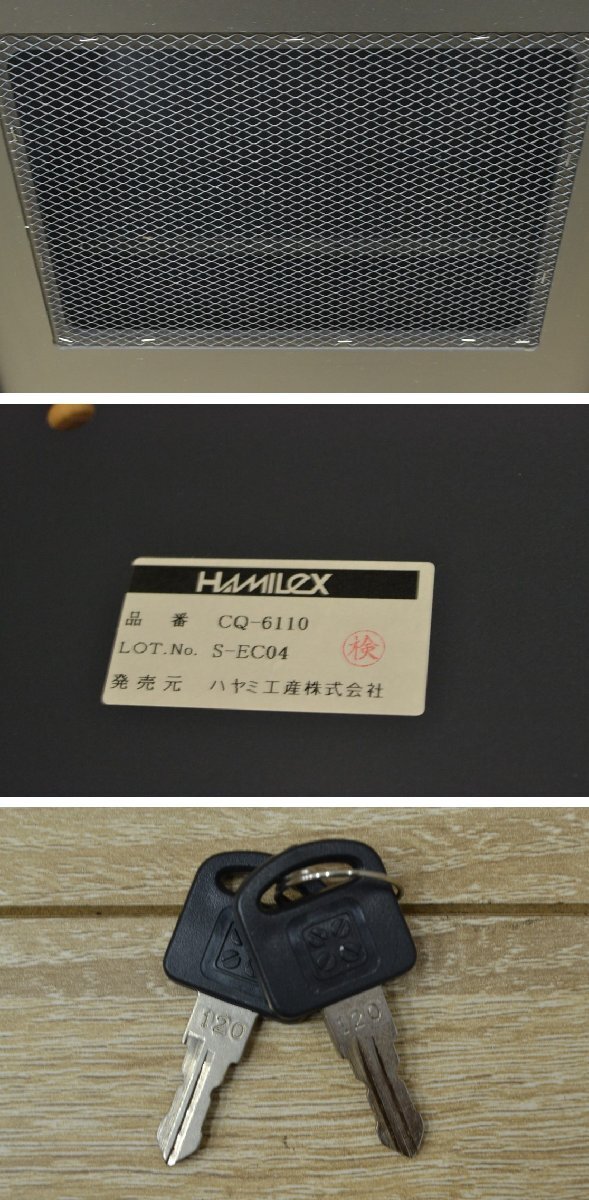 HAMILeX
品 番 CQ-6110
LOT.No. S-EC04
検
発売元 ハヤミ工産株式会社
120
120